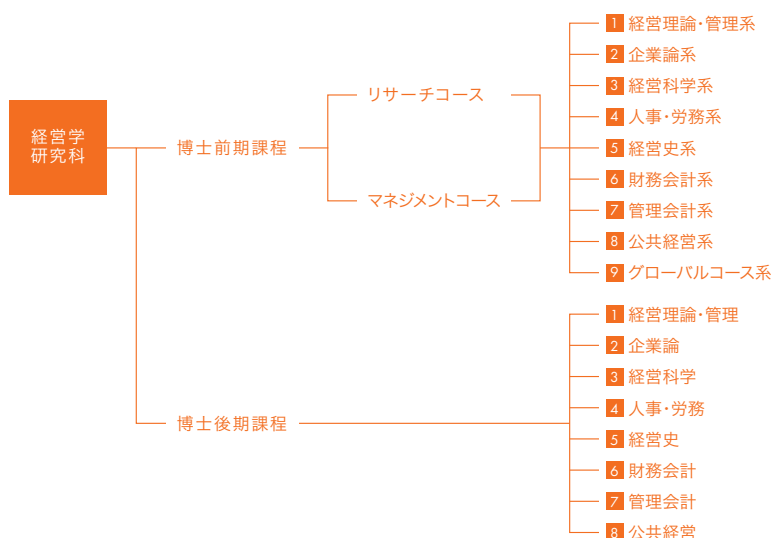 経営学
研究科
博士前期課程
リサーチコース
マネジメントコース
1 経営理論・管理系
2 企業論系
3 経営科学系
4 人事・労務系
5 経営史系
6 財務会計系
7 管理会計系
8 公共経営系
9 グローバルコース系
博士後期課程
1 経営理論・管理
2 企業論
3 経営科学
4 人事・労務
5 経営史
6 財務会計
7 管理会計
8 公共経営